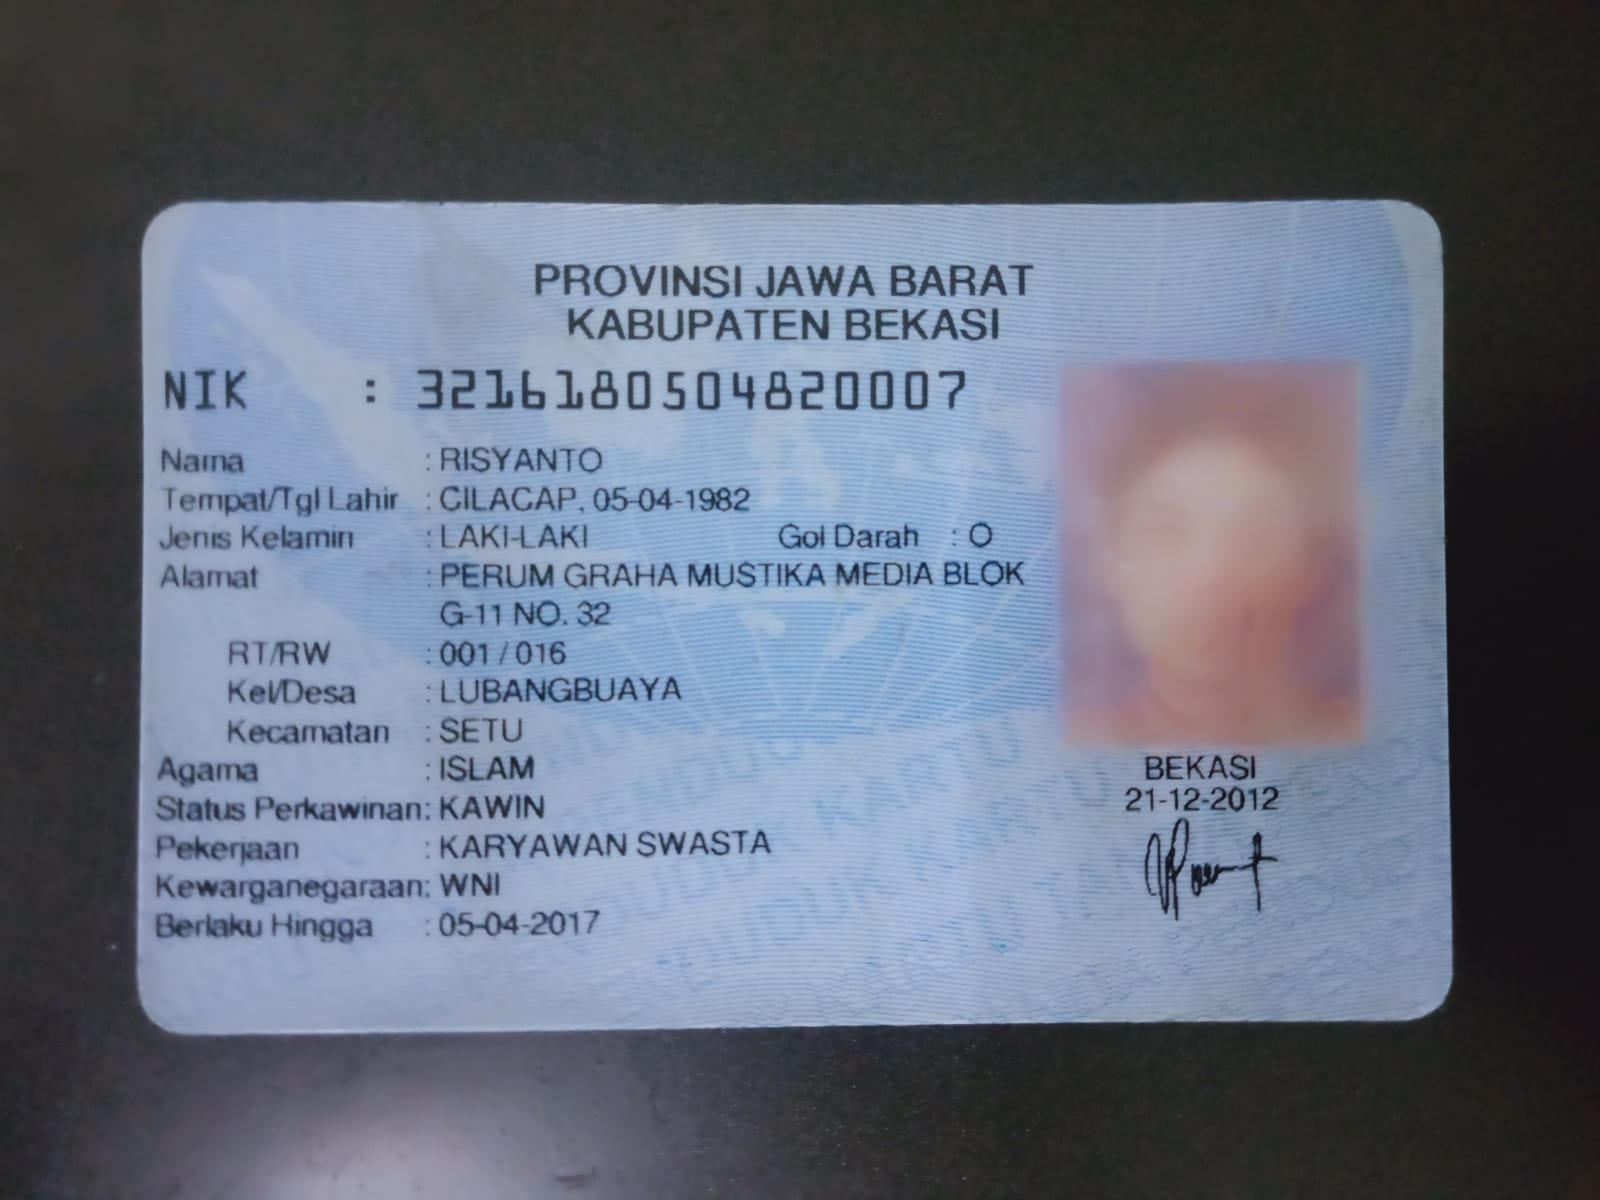 PROVINSI JAWA BARAT
KABUPATEN BEKASI
NIK : 3216180504820007
Nama : RISYANTO
Tempat/Tgl Lahir : CILACAP, 05-04-1982
Jenis Kelamin : LAKI-LAKI Gol Darah : O
Alamat : PERUM GRAHA MUSTIKA MEDIA BLOK
G-11 NO. 32
RT/RW : 001 / 016
Kel/Desa : LUBANGBUAYA
Kecamatan : SETU
Agama : ISLAM
Status Perkawinan: KAWIN
Pekerjaan : KARYAWAN SWASTA
Kewarganegaraan: WNI
Berlaku Hingga : 05-04-2017
BEKASI
21-12-2012